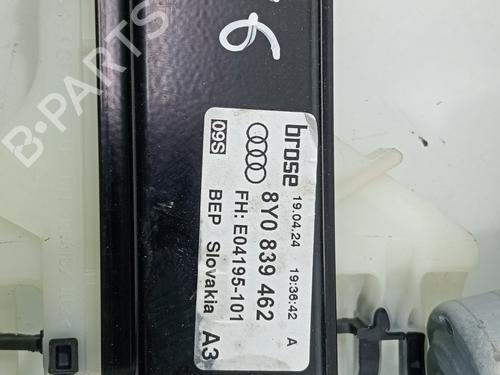 brose
19.04.24 19:36:42 A
8Y0 839 462
FH: E04195-101
09S BEP Slovakia A3
B-PARTS